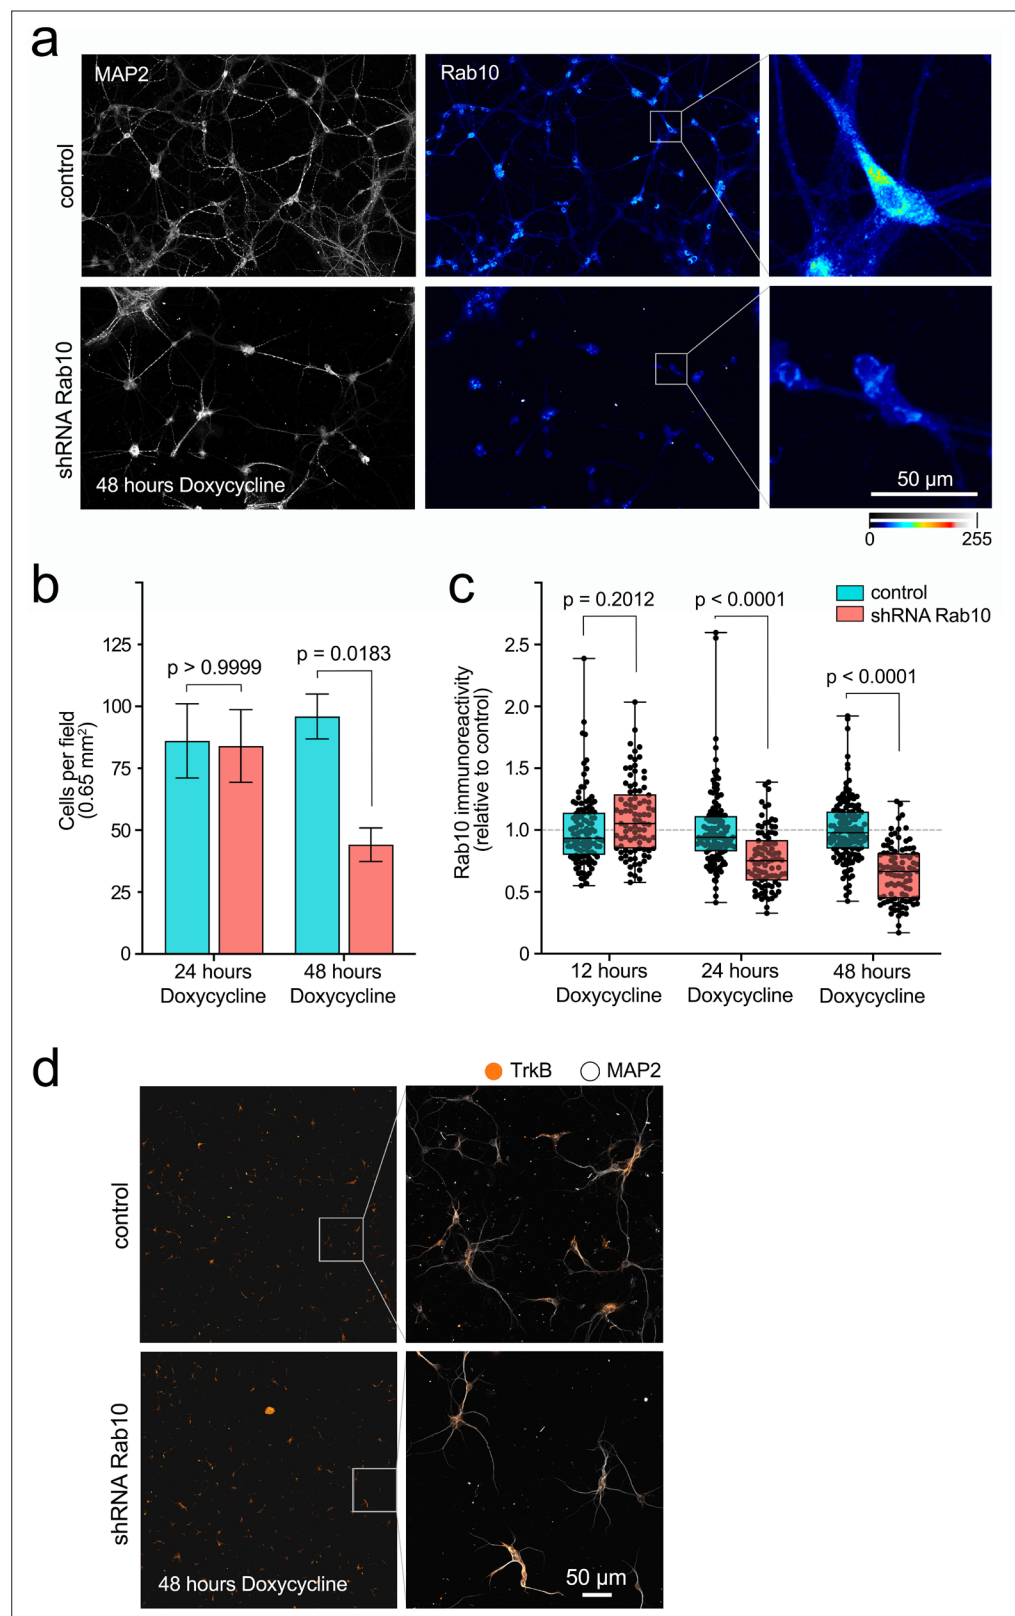 a
MAP2
Rab10
control
shRNA Rab10
48 hours Doxycycline
50 µm
0
255
b
125
100
75
50
25
0
Cells per field
(0.65 mm²)
p > 0.9999
p = 0.0183
24 hours
Doxycycline
48 hours
Doxycycline
c
control
shRNA Rab10
2.5
2.0
1.5
1.0
0.5
0
Rab10 immunoreactivity
(relative to control)
p = 0.2012
p < 0.0001
p < 0.0001
12 hours
Doxycycline
24 hours
Doxycycline
48 hours
Doxycycline
d
TrkB
MAP2
control
shRNA Rab10
48 hours Doxycycline
50 µm